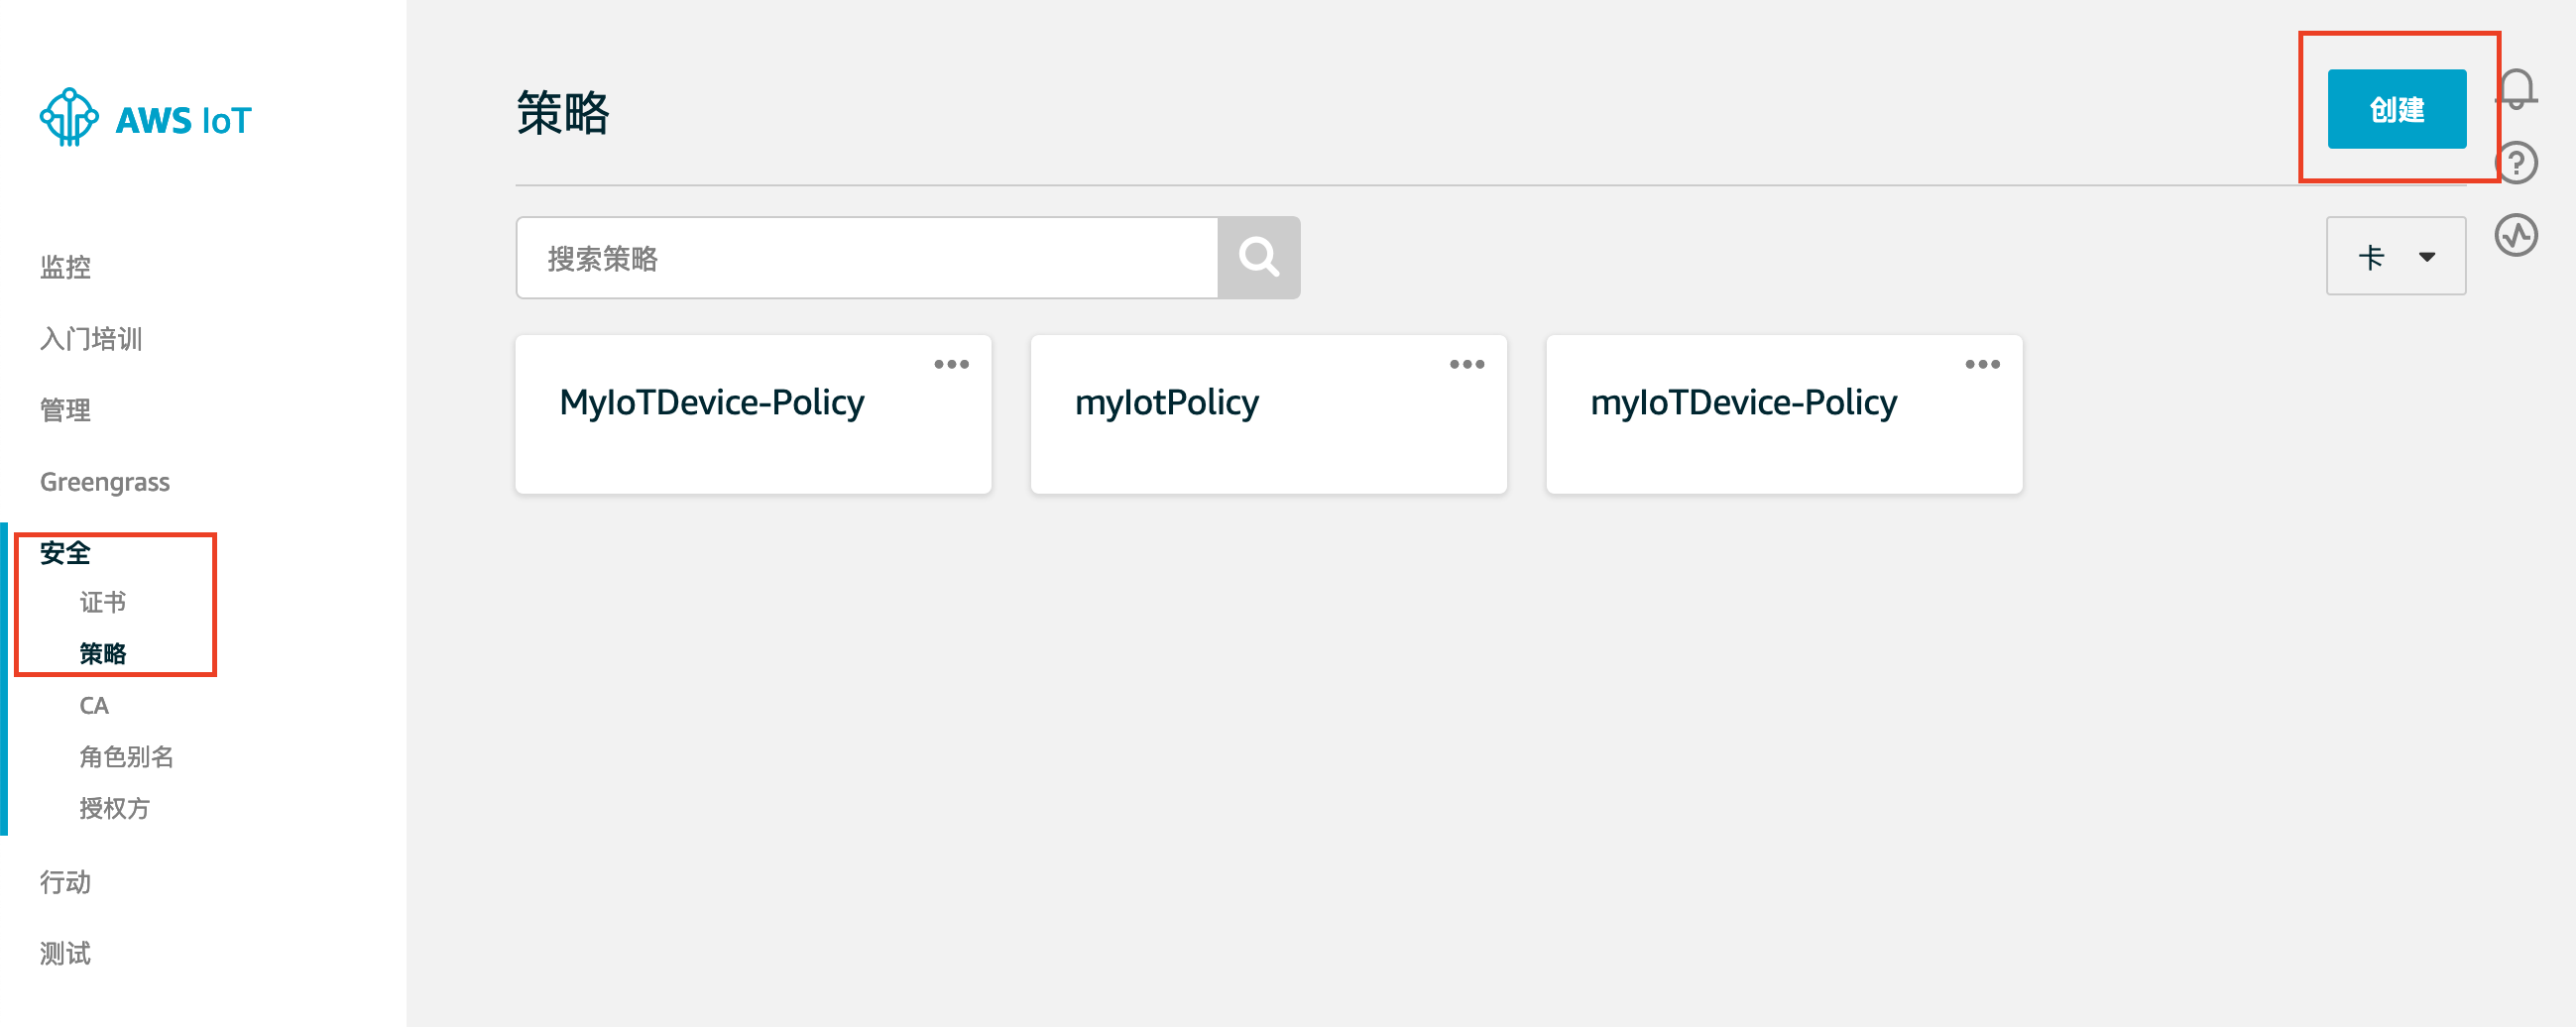 AWS IoT
监控
入门培训
管理
Greengrass
安全
证书
策略
CA
角色别名
授权方
行动
测试
策略
创建
搜索策略
卡
MyIoTDevice-Policy
myIotPolicy
myIoTDevice-Policy